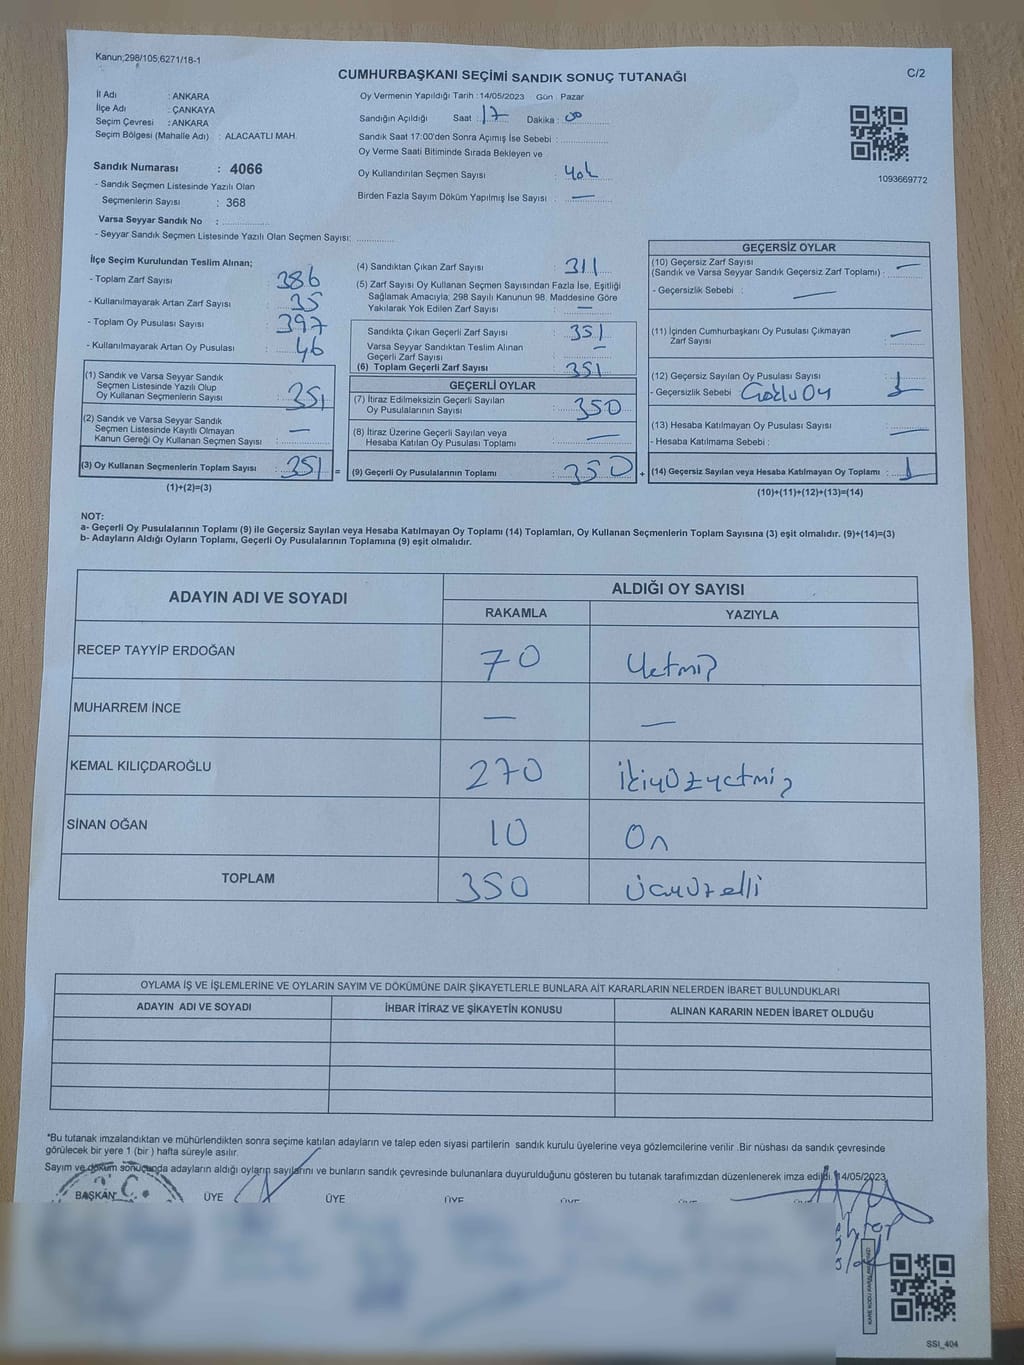 Kanun;298/105,6271/18-1
C/2
CUMHURBAŞKANI SEÇİMİ SANDIK SONUÇ TUTANAĞI
İl Adı : ANKARA
İlçe Adı : ÇANKAYA
Seçim Çevresi : ANKARA
Seçim Bölgesi (Mahalle Adı) : ALACAATLI MAH.
Sandık Numarası : 4066
- Sandık Seçmen Listesinde Yazılı Olan
Seçmenlerin Sayısı : 368
Varsa Seyyar Sandık No :
- Seyyar Sandık Seçmen Listesinde Yazılı Olan Seçmen Sayısı:
Oy Vermenin Yapıldığı Tarih : 14/05/2023 Gün : Pazar
Sandığın Açıldığı Saat : 17 Dakika : 00
Sandık Saat 17:00'den Sonra Açımış İse Sebebi :
Oy Verme Saati Bitiminde Sırada Bekleyen ve
Oy Kullandırılan Seçmen Sayısı : Yok
Birden Fazla Sayım Döküm Yapılmış İse Sayısı : —
1093669772
İlçe Seçim Kurulundan Teslim Alınan;
- Toplam Zarf Sayısı : 386
- Kullanılmayarak Artan Zarf Sayısı : 35
- Toplam Oy Pusulası Sayısı : 397
- Kullanılmayarak Artan Oy Pusulası : 46
(1) Sandık ve Varsa Seyyar Sandık
Seçmen Listesinde Yazılı Olup
Oy Kullanan Seçmenlerin Sayısı : 351
(2) Sandık ve Varsa Seyyar Sandık
Seçmen Listesinde Kayıtlı Olmayan
Kanun Gereği Oy Kullanan Seçmen Sayısı : —
(3) Oy Kullanan Seçmenlerin Toplam Sayısı : 351 =
(1)+(2)=(3)
(4) Sandıktan Çıkan Zarf Sayısı : 311
(5) Zarf Sayısı Oy Kullanan Seçmen Sayısından Fazla İse, Eşitliği
Sağlamak Amacıyla; 298 Sayılı Kanunun 98. Maddesine Göre
Yakılarak Yok Edilen Zarf Sayısı : —
Sandıkta Çıkan Geçerli Zarf Sayısı : 351
Varsa Seyyar Sandıktan Teslim Alınan
Geçerli Zarf Sayısı : —
(6) Toplam Geçerli Zarf Sayısı : 351
GEÇERLİ OYLAR
(7) İtiraz Edilmeksizin Geçerli Sayılan
Oy Pusulalarının Sayısı : 350
(8) İtiraz Üzerine Geçerli Sayılan veya
Hesaba Katılan Oy Pusulası Toplamı : —
(9) Geçerli Oy Pusulalarının Toplamı : 350 +
GEÇERSİZ OYLAR
(10) Geçersiz Zarf Sayısı
(Sandık ve Varsa Seyyar Sandık Geçersiz Zarf Toplamı) : —
- Geçersizlik Sebebi : —
(11) İçinden Cumhurbaşkanı Oy Pusulası Çıkmayan
Zarf Sayısı : —
(12) Geçersiz Sayılan Oy Pusulası Sayısı : 1
- Geçersizlik Sebebi : Çoklu Oy
(13) Hesaba Katılmayan Oy Pusulası Sayısı : —
- Hesaba Katılmama Sebebi :
(14) Geçersiz Sayılan veya Hesaba Katılmayan Oy Toplamı : 1
(10)+(11)+(12)+(13)=(14)
NOT:
a- Geçerli Oy Pusulalarının Toplamı (9) ile Geçersiz Sayılan veya Hesaba Katılmayan Oy Toplamı (14) Toplamları, Oy Kullanan Seçmenlerin Toplam Sayısına (3) eşit olmalıdır. (9)+(14)=(3)
b- Adayların Aldığı Oyların Toplamı, Geçerli Oy Pusulalarının Toplamına (9) eşit olmalıdır.
ADAYIN ADI VE SOYADI
ALDIĞI OY SAYISI
RAKAMLA YAZIYLA
RECEP TAYYİP ERDOĞAN 70 Yetmiş
MUHARREM İNCE — —
KEMAL KILIÇDAROĞLU 270 İkiyüzyetmiş
SİNAN OĞAN 10 On
TOPLAM 350 Üçyüzelli
OYLAMA İŞ VE İŞLEMLERİNE VE OYLARIN SAYIM VE DÖKÜMÜNE DAİR ŞİKAYETLERLE BUNLARA AİT KARARLARIN NELERDEN İBARET BULUNDUKLARI
ADAYIN ADI VE SOYADI İHBAR İTİRAZ VE ŞİKAYETİN KONUSU ALINAN KARARIN NEDEN İBARET OLDUĞU
*Bu tutanak imzalandıktan ve mühürlendikten sonra seçime katılan adayların ve talep eden siyasi partilerin sandık kurulu üyelerine veya gözlemcilerine verilir .Bir nüshası da sandık çevresinde
görülecek bir yere 1 (bir ) hafta süreyle asılır.
Sayım ve döküm sonucunda adayların aldığı oyların sayılarını ve bunların sandık çevresinde bulunanlara duyurulduğunu gösteren bu tutanak tarafımızdan düzenlenerek imza edildi. 14/05/2023
BAŞKAN ÜYE ÜYE ÜYE
T.C.
SSI_404